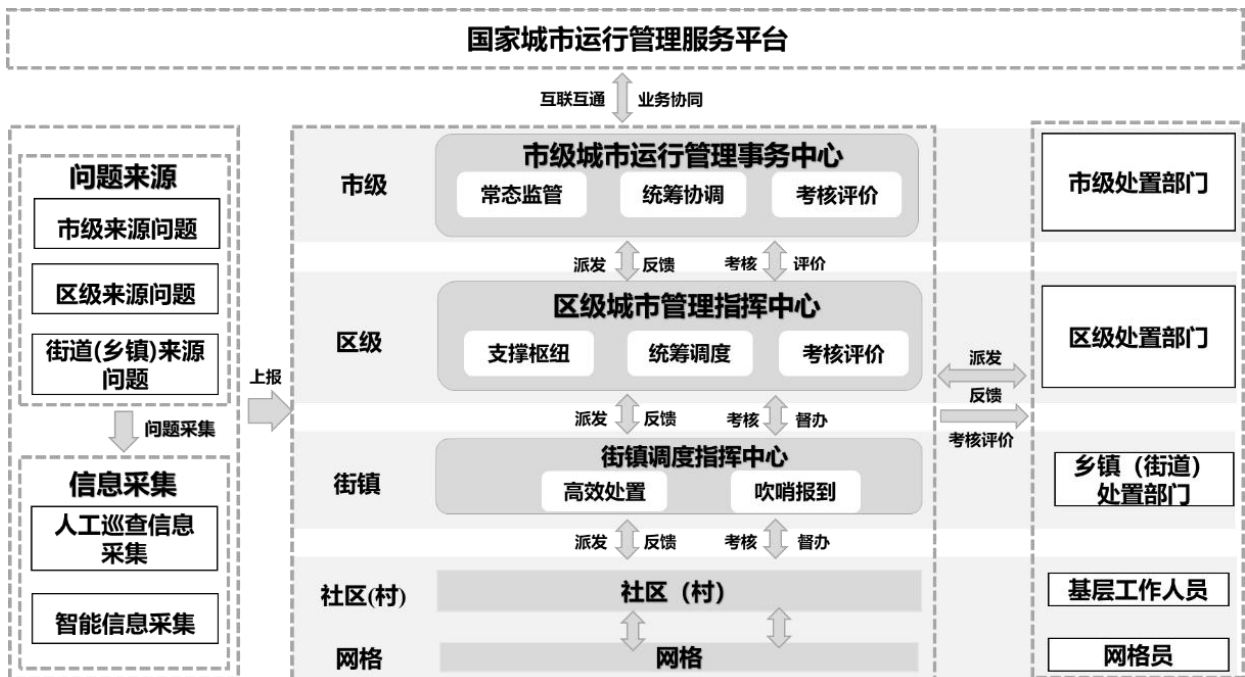 国家城市运行管理服务平台
互联互通 业务协同
问题来源
市级来源问题
区级来源问题
街道(乡镇)来源
问题
问题采集
信息采集
人工巡查信息
采集
智能信息采集
上报
市级
市级城市运行管理事务中心
常态监管 统筹协调 考核评价
派发 反馈 考核 评价
区级
区级城市管理指挥中心
支撑枢纽 统筹调度 考核评价
派发 反馈 考核 督办
街镇
街镇调度指挥中心
高效处置 吹哨报到
派发 反馈 考核 督办
社区(村)
社区（村）
网格
网格
派发
反馈
考核评价
市级处置部门
区级处置部门
乡镇（街道）
处置部门
基层工作人员
网格员